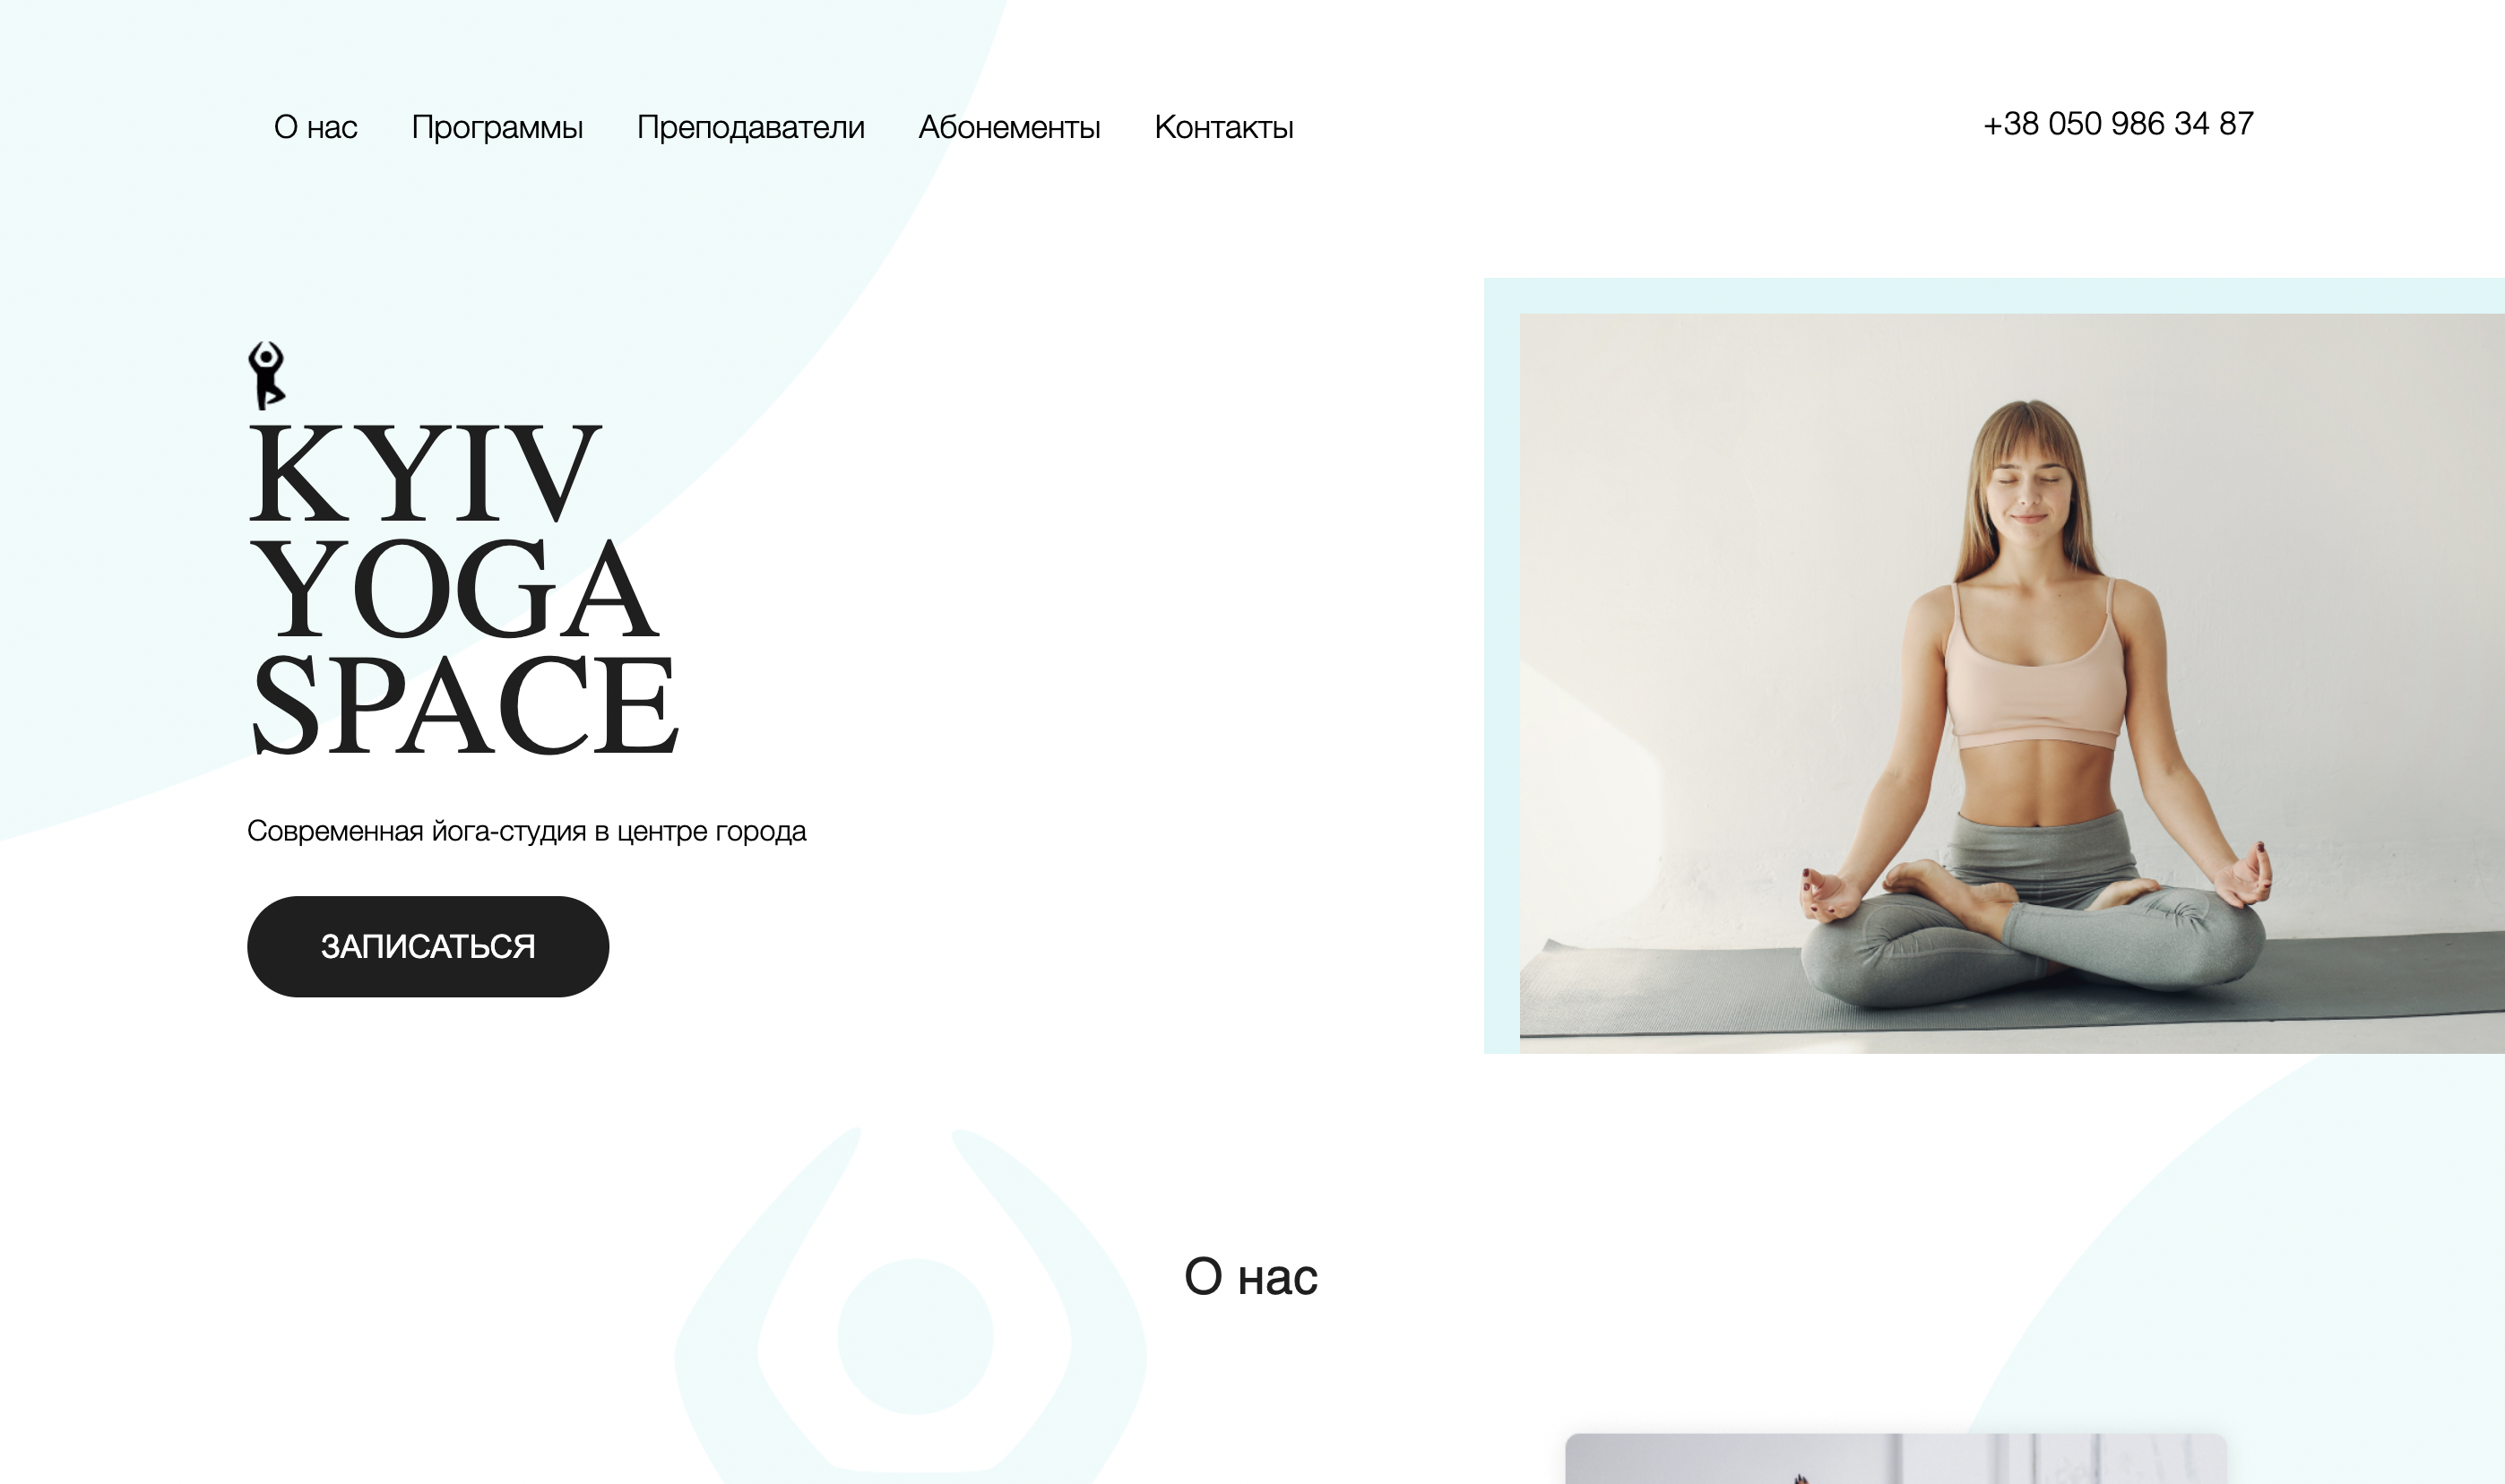 О нас
Программы
Преподаватели
Абонементы
Контакты
+38 050 986 34 87
KYIV
YOGA
SPACE
Современная йога-студия в центре города
ЗАПИСАТЬСЯ
О нас